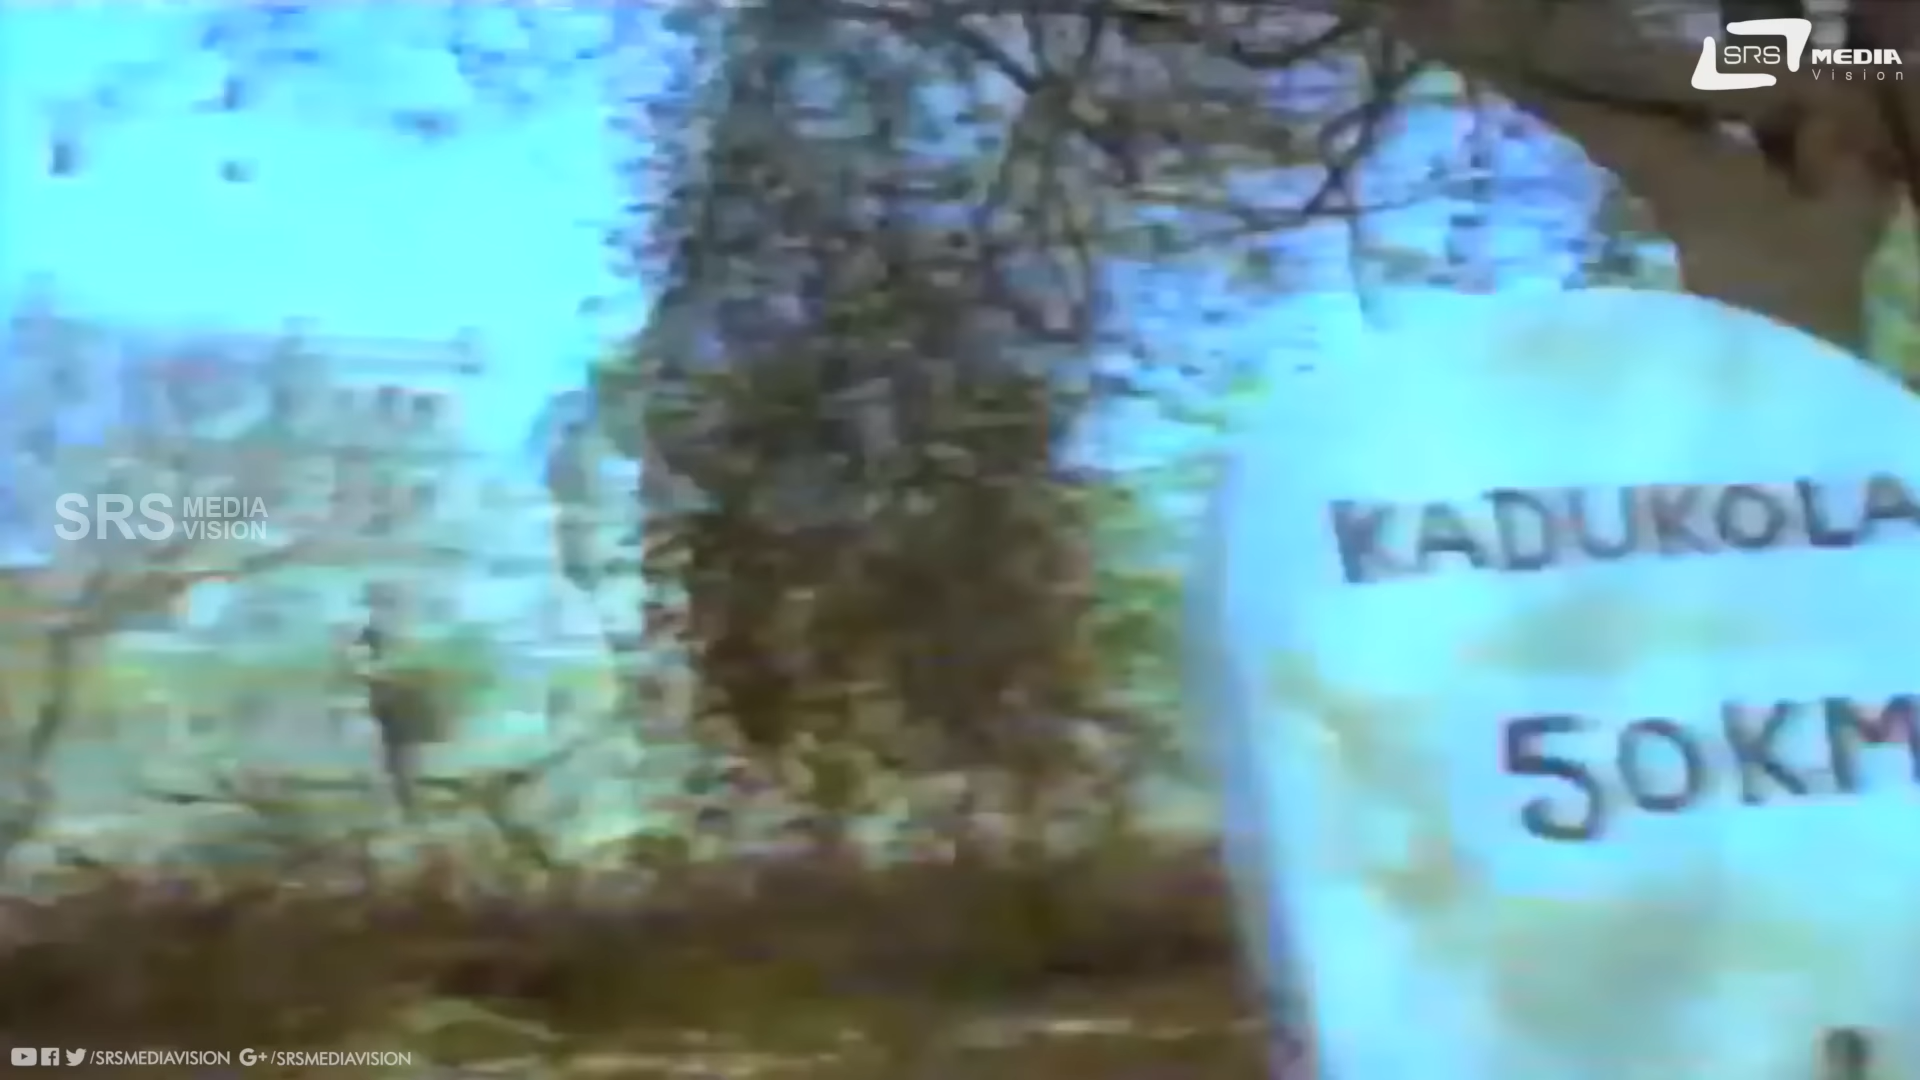 SRS MEDIA
Vision
KADUKOLA
SRS MEDIA
VISION
50KM
/SRSMEDIAVISION G+/SRSMEDIAVISION